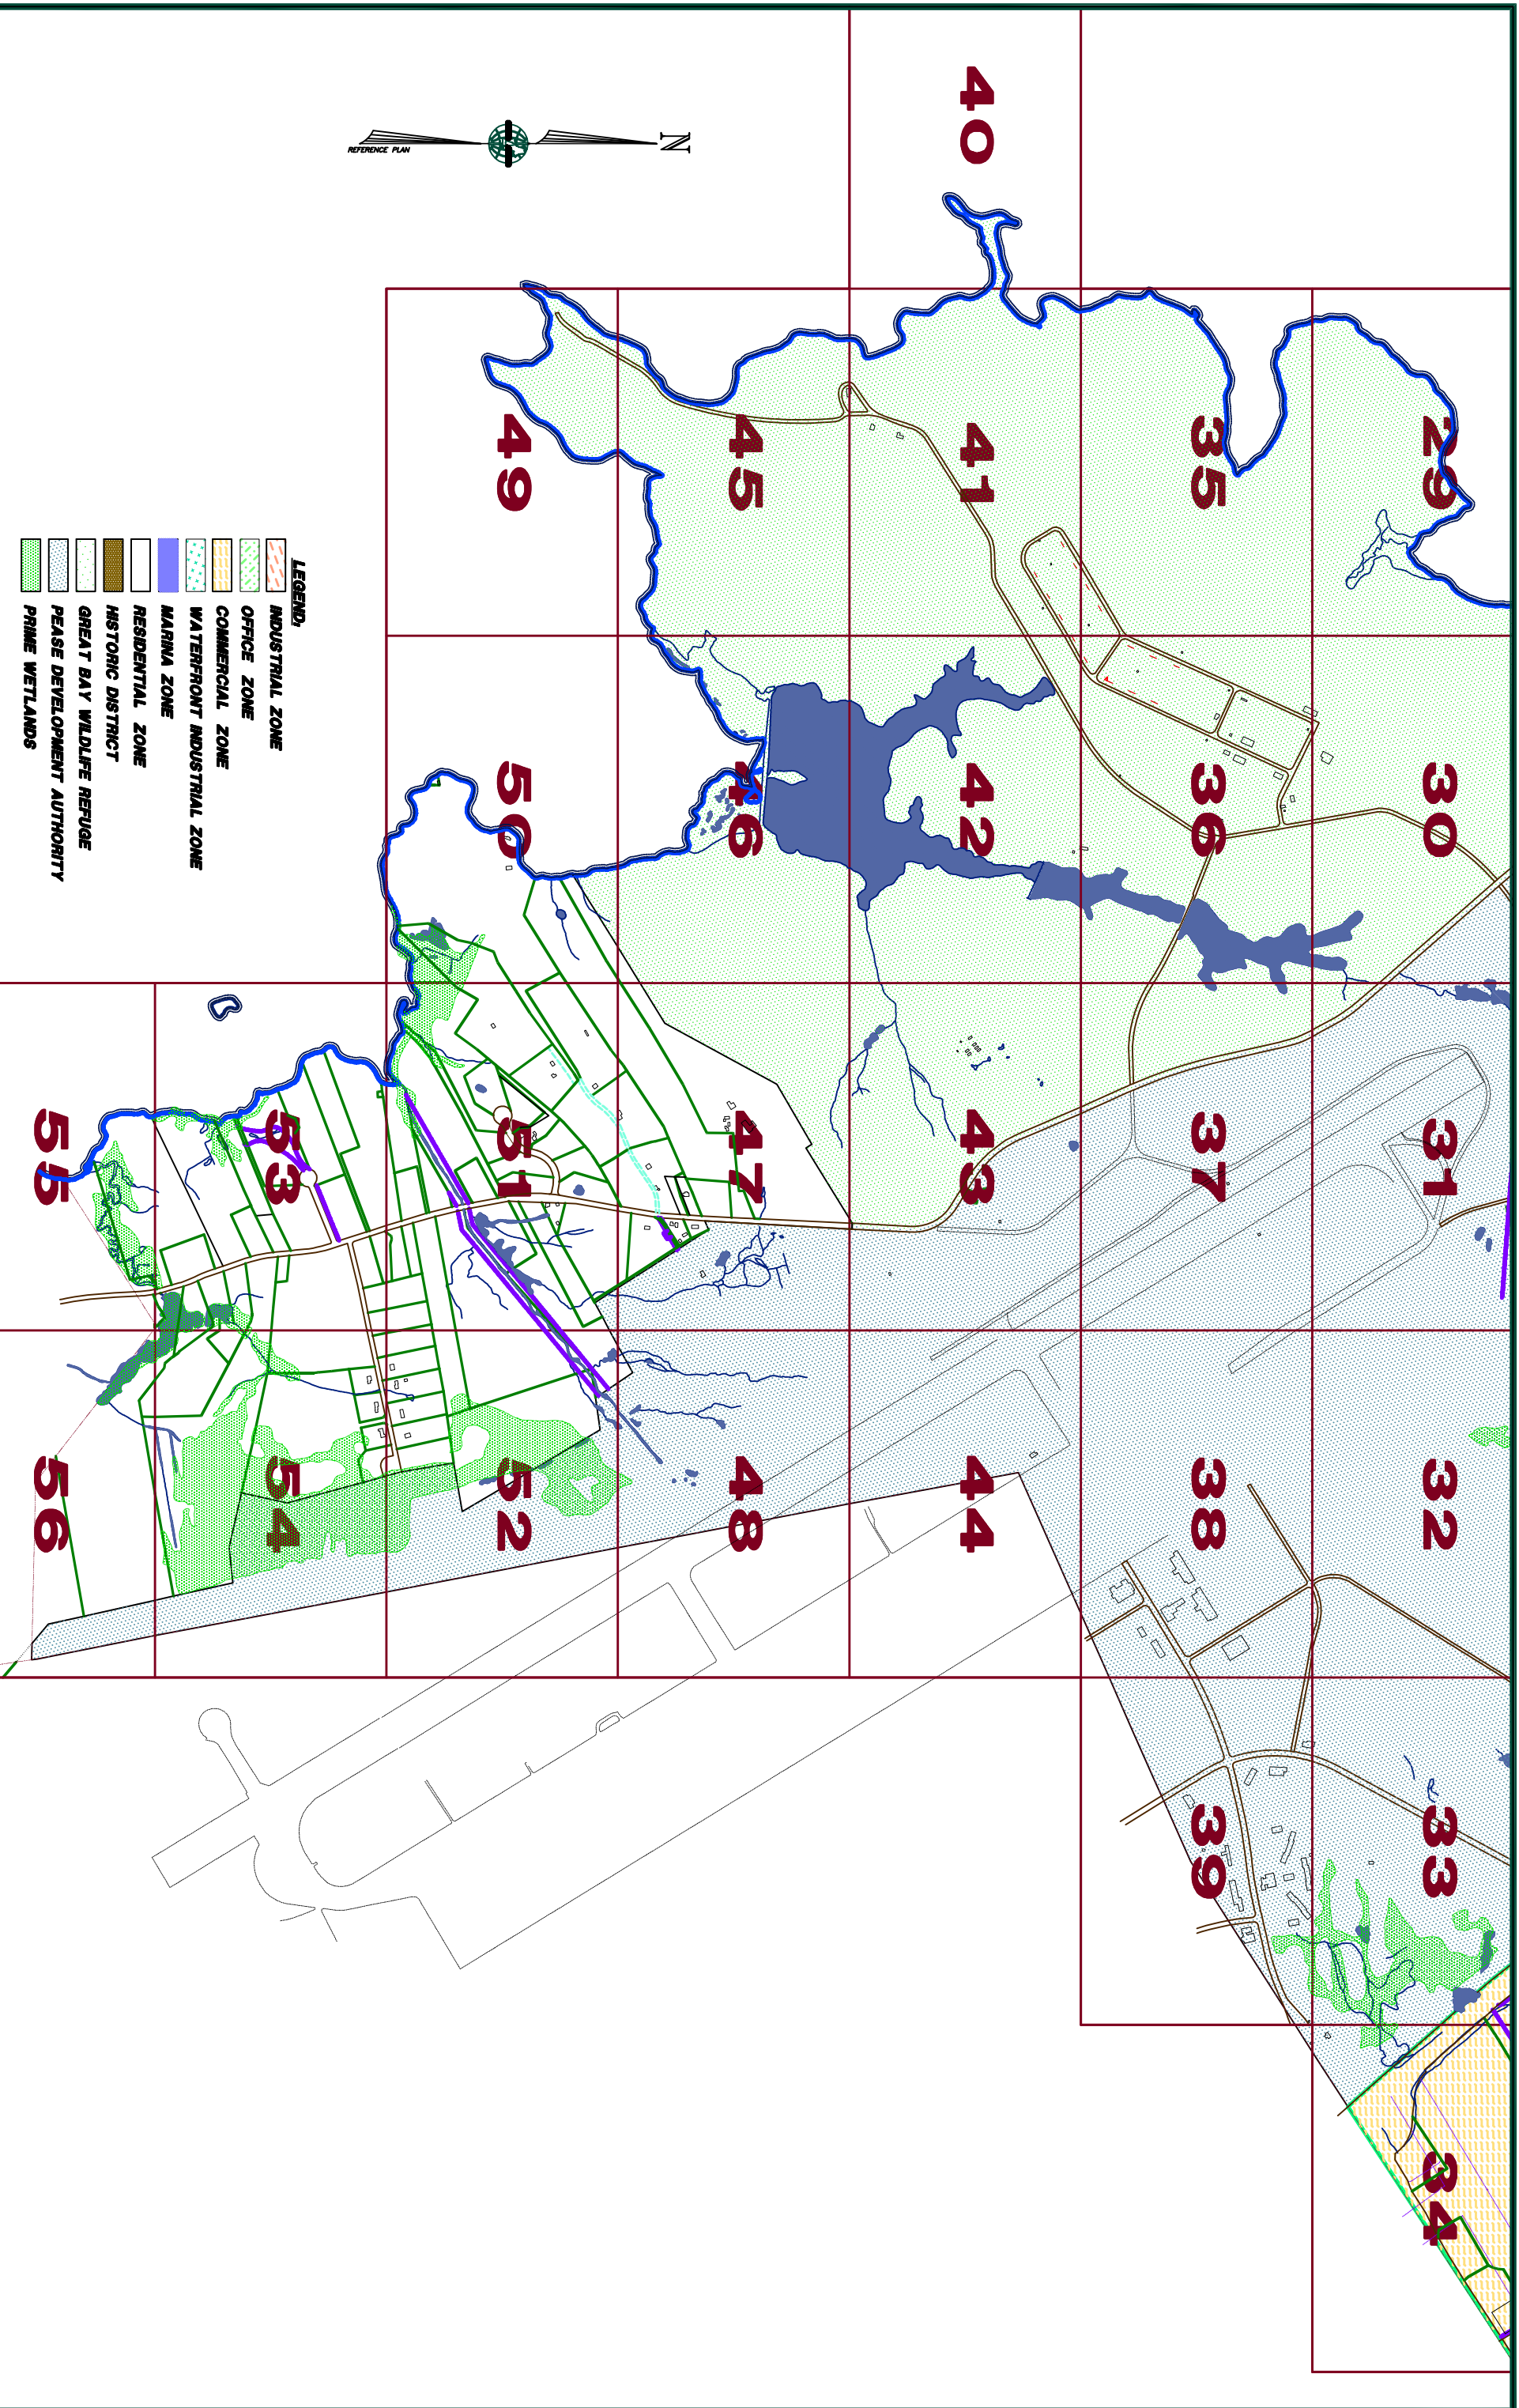 29
30
31
32
33
34
35
36
37
38
39
40
41
42
43
44
45
46
47
48
49
50
51
52
53
54
55
56
N
REFERENCE PLAN
LEGEND:
INDUSTRIAL ZONE
OFFICE ZONE
COMMERCIAL ZONE
WATERFRONT INDUSTRIAL ZONE
MARINA ZONE
RESIDENTIAL ZONE
HISTORIC DISTRICT
GREAT BAY WILDLIFE REFUGE
PEASE DEVELOPMENT AUTHORITY
PRIME WETLANDS